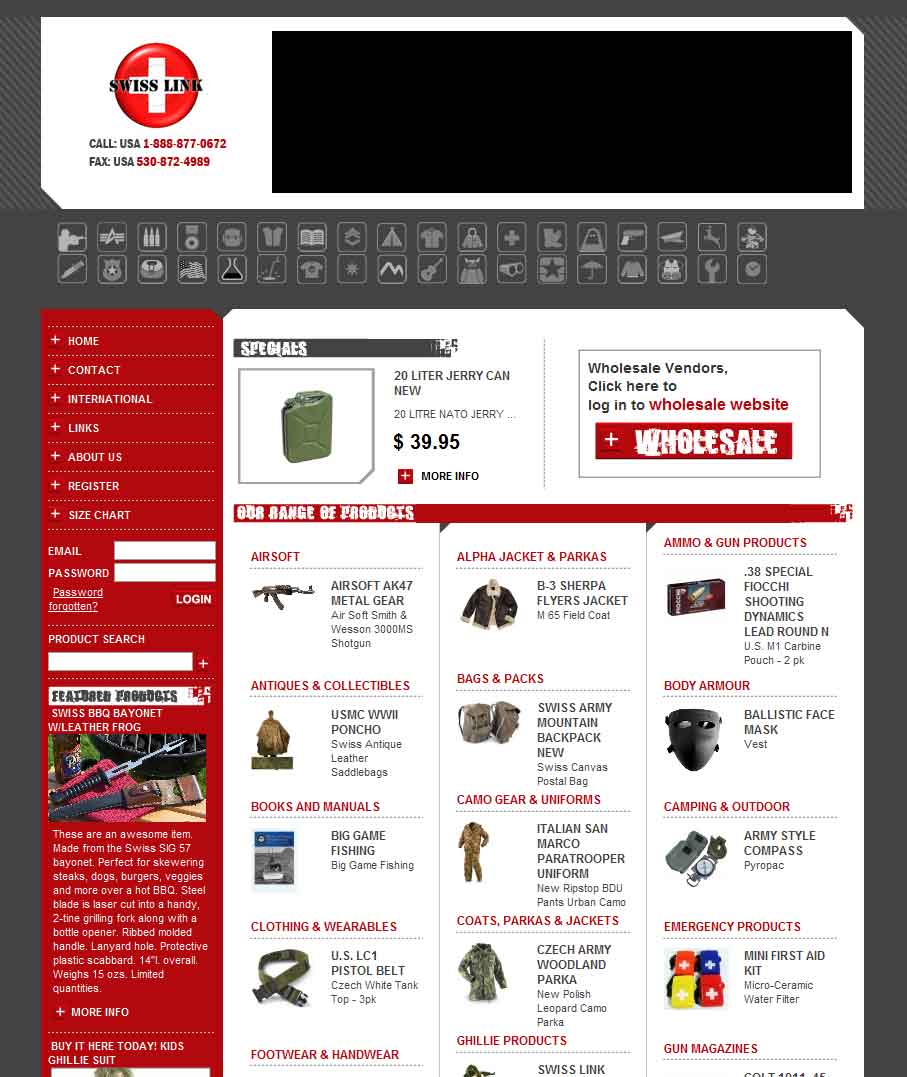 SWISS LINK
CALL: USA 1-888-877-0672
FAX: USA 530-872-4989
HOME
CONTACT
INTERNATIONAL
LINKS
ABOUT US
REGISTER
SIZE CHART
EMAIL
PASSWORD
Password
forgotten?
LOGIN
PRODUCT SEARCH
FEATURED PRODUCTS
SWISS BBQ BAYONET
W/LEATHER FROG
These are an awesome item.
Made from the Swiss SIG 57
bayonet. Perfect for skewering
steaks, dogs, burgers, veggies
and more over a hot BBQ. Steel
blade is laser cut into a handy,
2-tine grilling fork along with a
bottle opener. Ribbed molded
handle. Lanyard hole. Protective
plastic scabbard. 14"l. overall.
Weighs 15 ozs. Limited
quantities.
MORE INFO
BUY IT HERE TODAY! KIDS
GHILLIE SUIT
SPECIALS
20 LITER JERRY CAN
NEW
20 LITRE NATO JERRY ...
$ 39.95
MORE INFO
Wholesale Vendors,
Click here to
log in to wholesale website
WHOLESALE
OUR RANGE OF PRODUCTS
AIRSOFT
AIRSOFT AK47
METAL GEAR
Air Soft Smith &
Wesson 3000MS
Shotgun
ALPHA JACKET & PARKAS
B-3 SHERPA
FLYERS JACKET
M 65 Field Coat
AMMO & GUN PRODUCTS
FIOCCHI
.38 SPECIAL
FIOCCHI
SHOOTING
DYNAMICS
LEAD ROUND N
U.S. M1 Carbine
Pouch - 2 pk
ANTIQUES & COLLECTIBLES
USMC WWII
PONCHO
Swiss Antique
Leather
Saddlebags
BAGS & PACKS
SWISS ARMY
MOUNTAIN
BACKPACK
NEW
Swiss Canvas
Postal Bag
BODY ARMOUR
BALLISTIC FACE
MASK
Vest
BOOKS AND MANUALS
BIG GAME
FISHING
Big Game Fishing
CAMO GEAR & UNIFORMS
ITALIAN SAN
MARCO
PARATROOPER
UNIFORM
New Ripstop BDU
Pants Urban Camo
CAMPING & OUTDOOR
ARMY STYLE
COMPASS
Pyropac
CLOTHING & WEARABLES
U.S. LC1
PISTOL BELT
Czech White Tank
Top - 3pk
COATS, PARKAS & JACKETS
CZECH ARMY
WOODLAND
PARKA
New Polish
Leopard Camo
Parka
EMERGENCY PRODUCTS
MINI FIRST AID
KIT
Micro-Ceramic
Water Filter
FOOTWEAR & HANDWEAR
GHILLIE PRODUCTS
SWISS LINK
GUN MAGAZINES
COLT 1911 .45